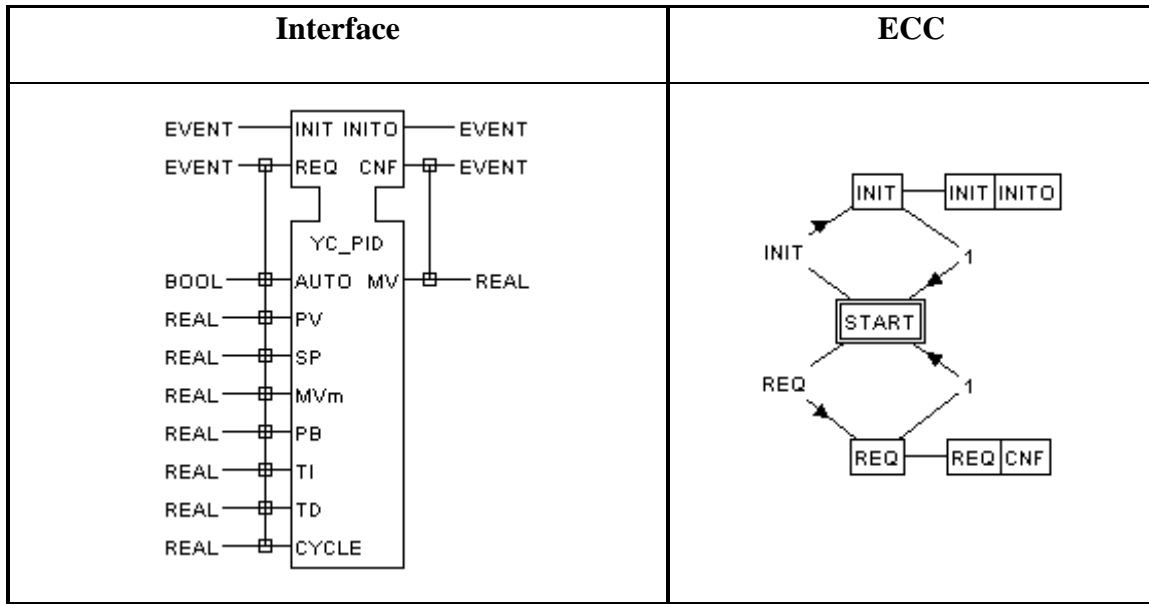 Interface ECC
EVENT INIT INITO EVENT
EVENT REQ CNF EVENT
YC_PID
BOOL AUTO MV REAL
REAL PV
REAL SP
REAL MVm
REAL PB
REAL TI
REAL TD
REAL CYCLE
INIT INIT INITO
INIT 1
START
REQ 1
REQ REQ CNF